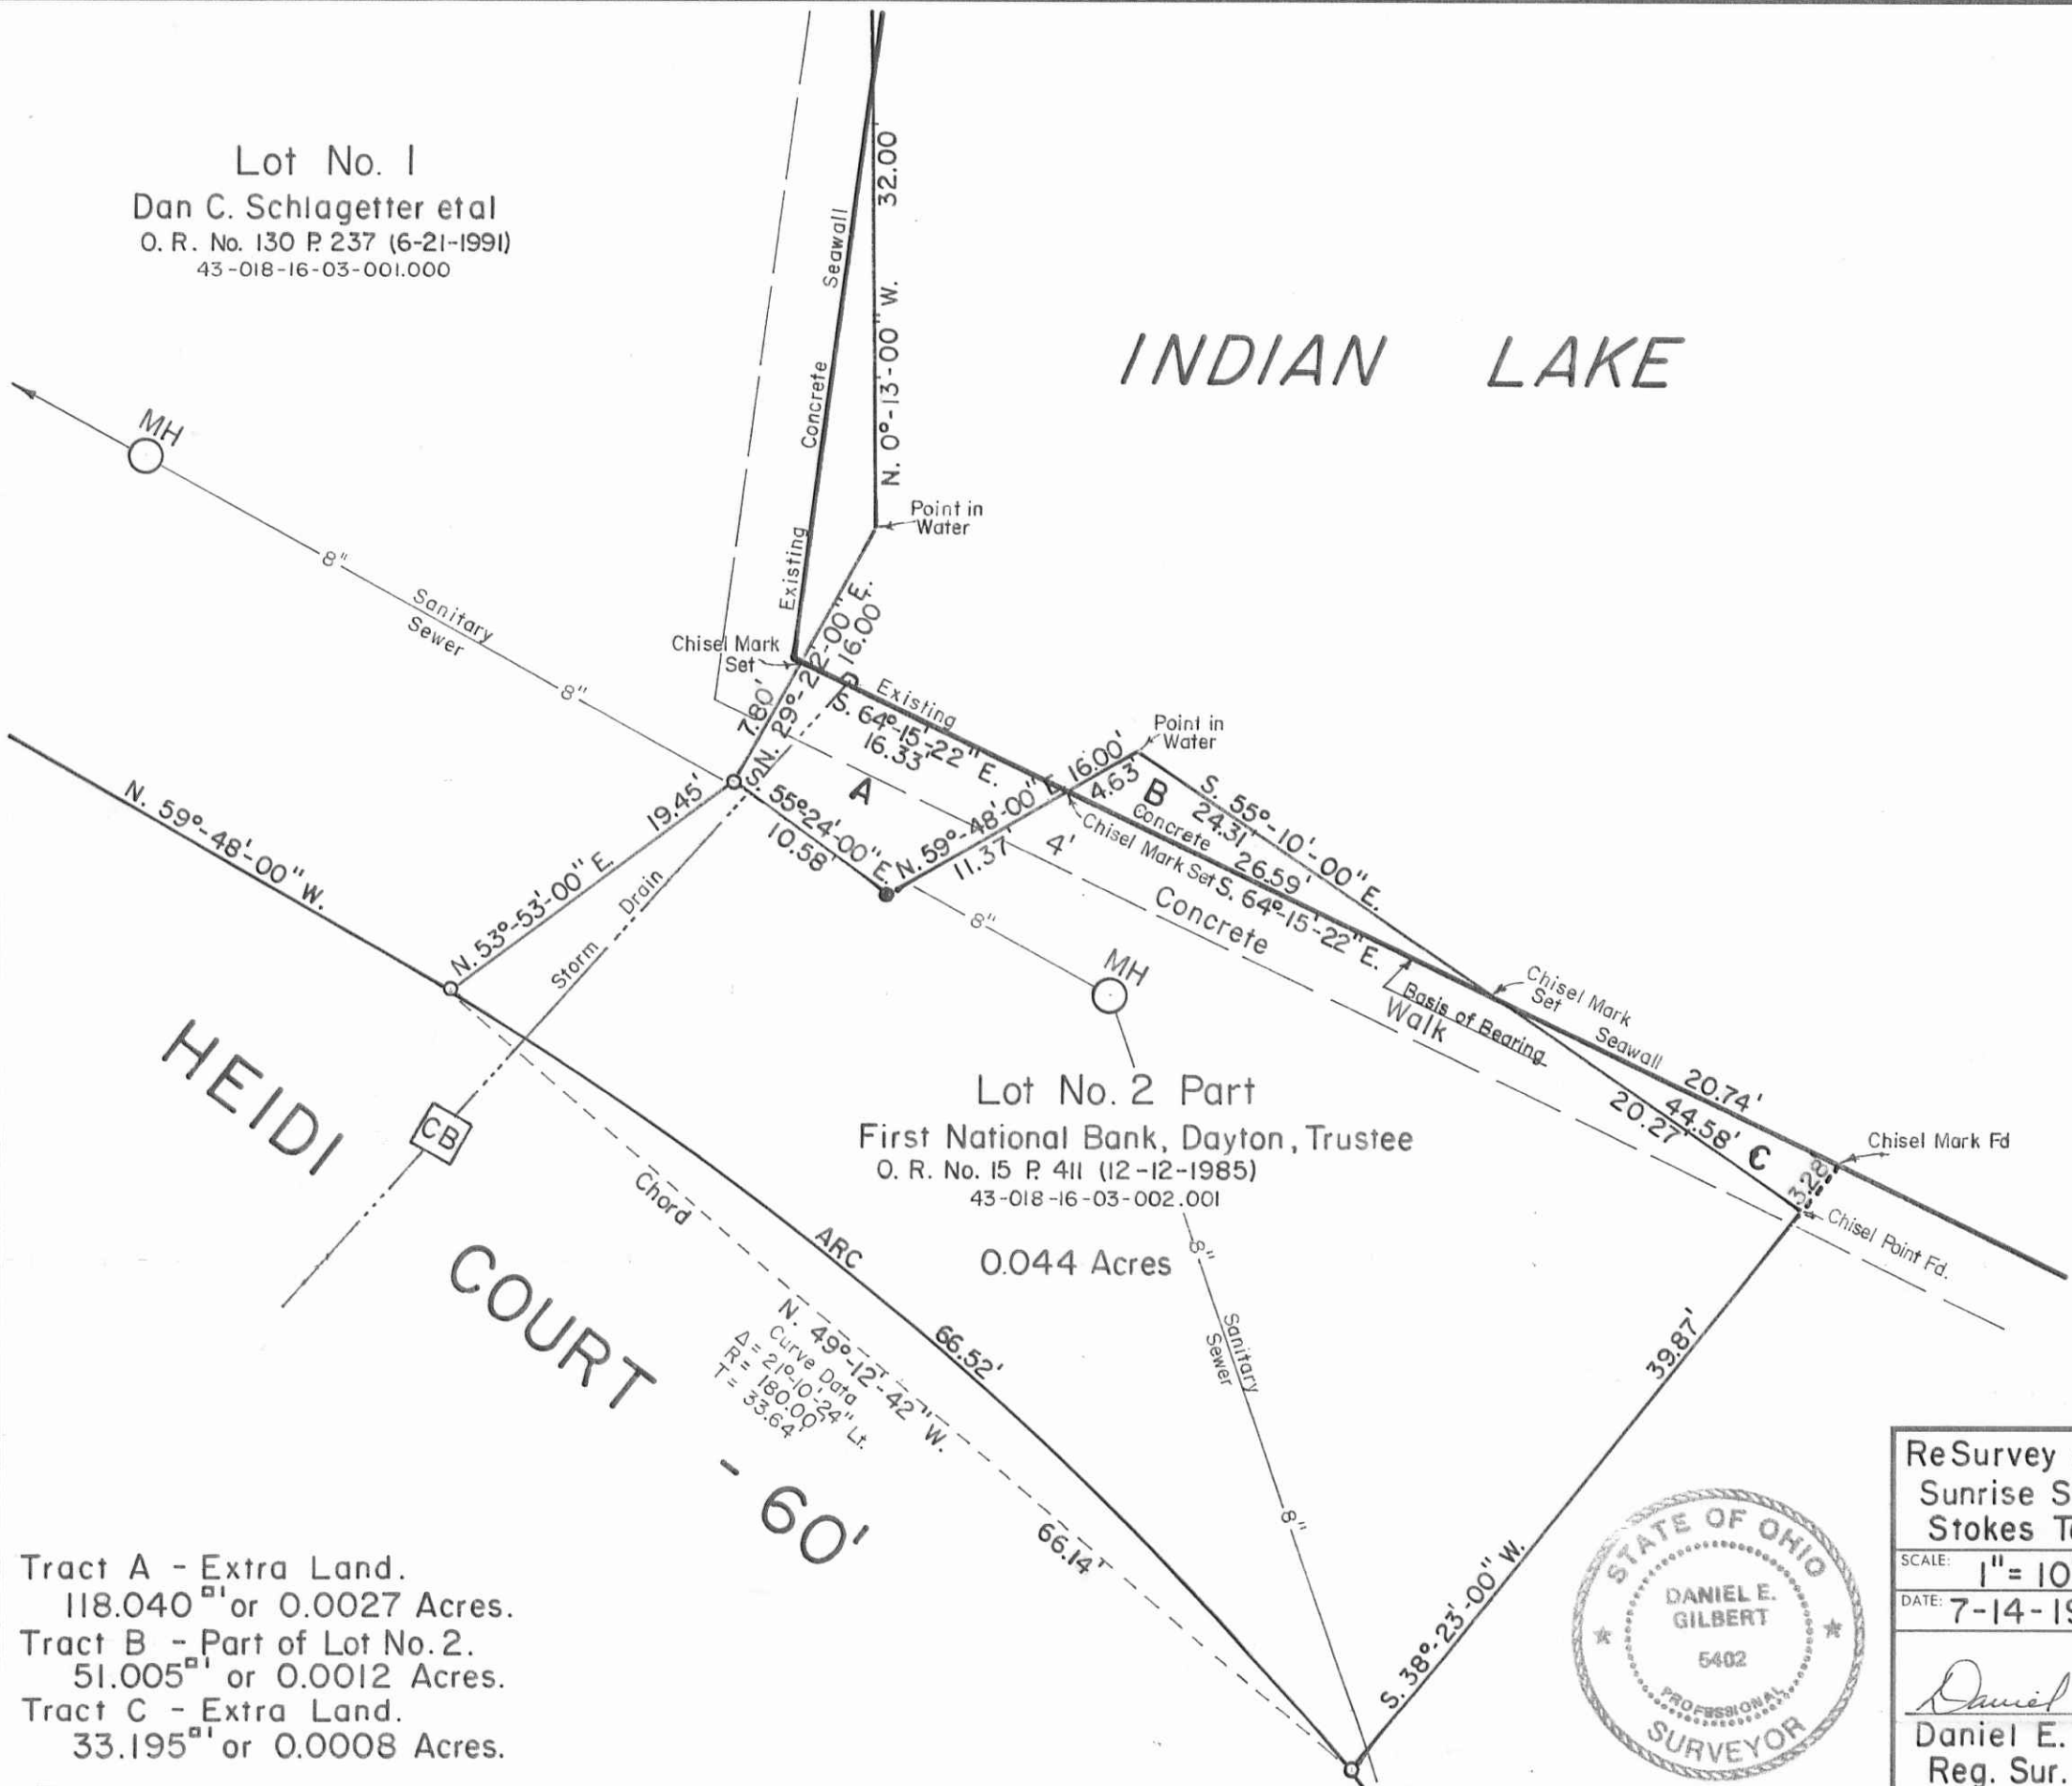 Lot No. 1
Dan C. Schlagetter etal
O. R. No. 130 P. 237 (6-21-1991)
43-018-16-03-001.000
Existing Concrete Seawall
N. 0°-13'-00" W. 32.00'
INDIAN LAKE
MH
8"
Sanitary
Sewer
8"
Point in
Water
Chisel Mark
Set
N. 29°-22'-00" E.
16.00'
7.80'
Existing
S. 64°-15'-22" E.
16.33'
A
S. 55°-24'-00" E.
10.58'
N. 59°-48'-00" E.
16.00'
4.63'
11.37'
Point in
Water
B
S. 55°-10'-00" E.
24.31'
Concrete
26.59'
Chisel Mark Set
S. 64°-15'-22" E.
4'
Concrete
Walk
Basis of Bearing
Chisel Mark
Set
Seawall
20.74'
44.58'
20.27'
C
3.28'
Chisel Mark Fd
Chisel Point Fd.
N. 59°-48'-00" W.
N. 53°-53'-00" E.
19.45'
Storm Drain
CB
8"
MH
HEIDI
COURT
- 60'
Lot No. 2 Part
First National Bank, Dayton, Trustee
O. R. No. 15 P. 411 (12-12-1985)
43-018-16-03-002.001
0.044 Acres
8"
Sanitary
Sewer
8"
Chord
ARC
66.52'
N. 49°-12'-42" W.
66.14'
Curve Data
Δ = 21°-10'-24" Lt.
R = 180.00'
T = 33.64'
39.87'
S. 38°-23'-00" W.
Tract A - Extra Land.
118.040 □' or 0.0027 Acres.
Tract B - Part of Lot No. 2.
51.005 □' or 0.0012 Acres.
Tract C - Extra Land.
33.195 □' or 0.0008 Acres.
STATE OF OHIO
DANIEL E.
GILBERT
5402
PROFESSIONAL
SURVEYOR
ReSurvey
Sunrise S
Stokes T
SCALE: 1" = 10
DATE: 7-14-19
Daniel
Daniel E.
Reg. Sur.